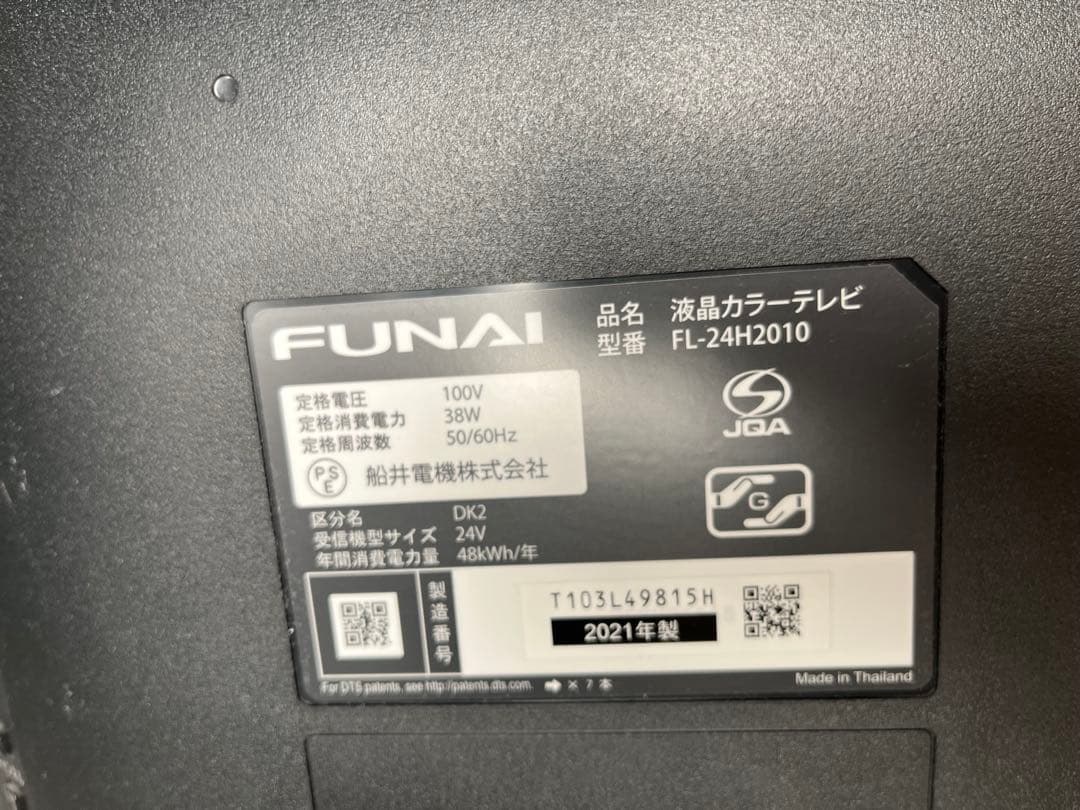 FUNAI
品名 液晶カラーテレビ
型番 FL-24H2010
定格電圧 100V
定格消費電力 38W
定格周波数 50/60Hz
PSE 船井電機株式会社
JQA
G
区分名 DK2
受信機型サイズ 24V
年間消費電力量 48kWh/年
製造番号
T103L49815H
2021年製
For DTS patents, see http://patents.dts.com.
× 7 本
Made in Thailand